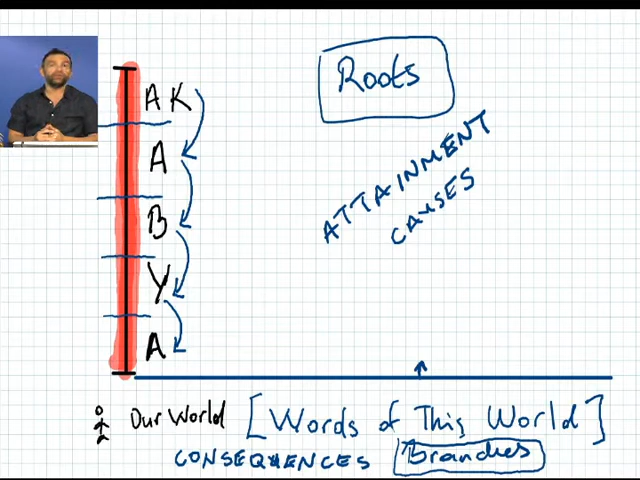 Roots
AK
A
B
Y
A
ATTAINMENT
CAUSES
Our World [Words of This World]
CONSEQUENCES Branches